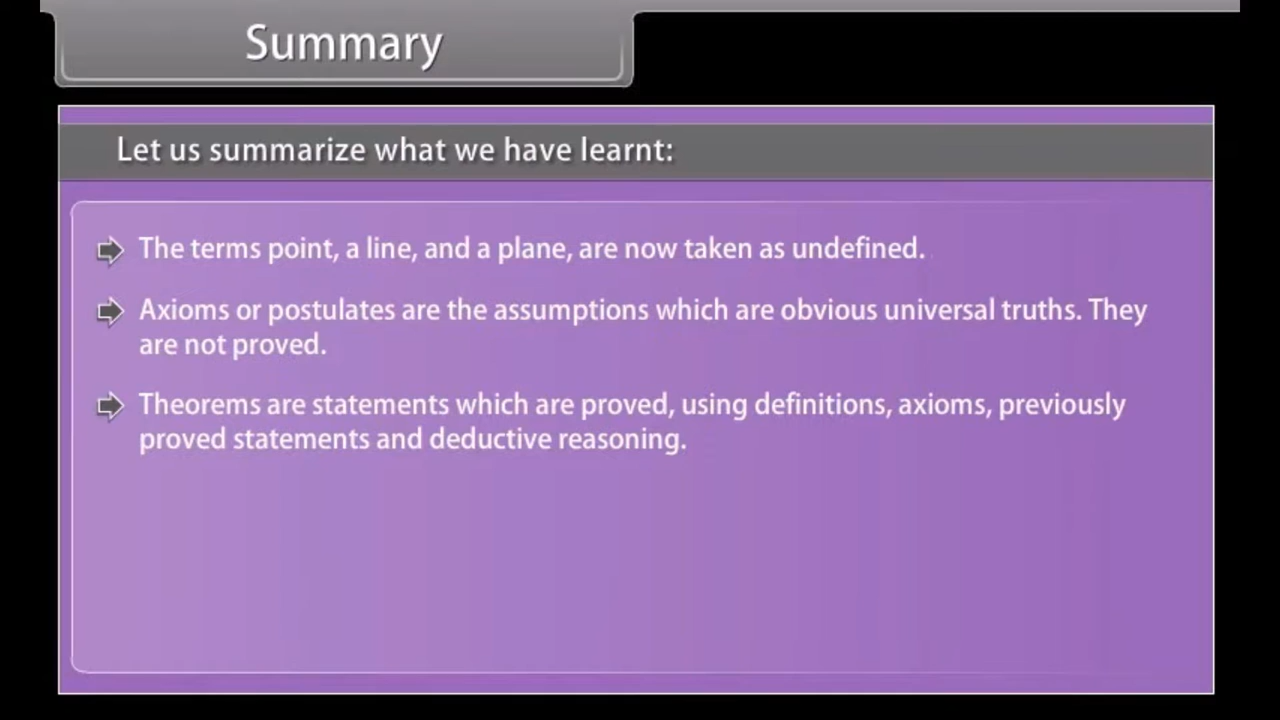 Summary
Let us summarize what we have learnt:
The terms point, a line, and a plane, are now taken as undefined.
Axioms or postulates are the assumptions which are obvious universal truths. They
are not proved.
Theorems are statements which are proved, using definitions, axioms, previously
proved statements and deductive reasoning.